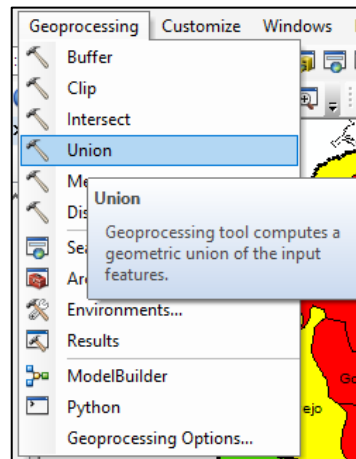 Geoprocessing Customize Windows
Buffer
Clip
Intersect
Union
Union
Geoprocessing tool computes a
geometric union of the input
features.
Environments...
Results
ModelBuilder
Python
ejo
Geoprocessing Options...